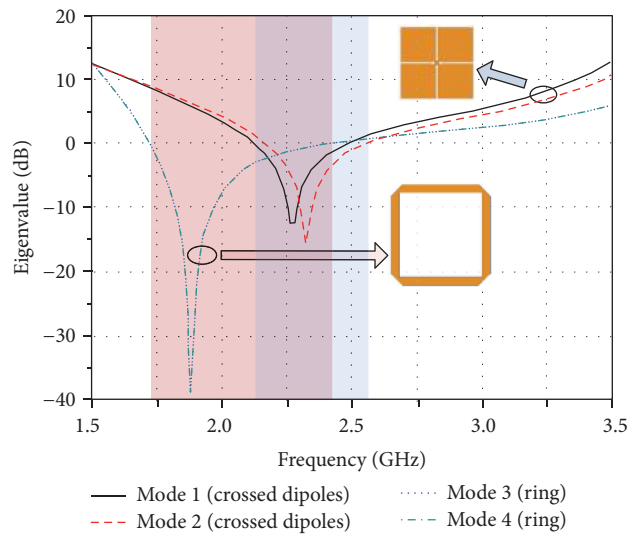 20
10
0
−10
−20
−30
−40
Eigenvalue (dB)
1.5 2.0 2.5 3.0 3.5
Frequency (GHz)
Mode 1 (crossed dipoles)
Mode 2 (crossed dipoles)
Mode 3 (ring)
Mode 4 (ring)